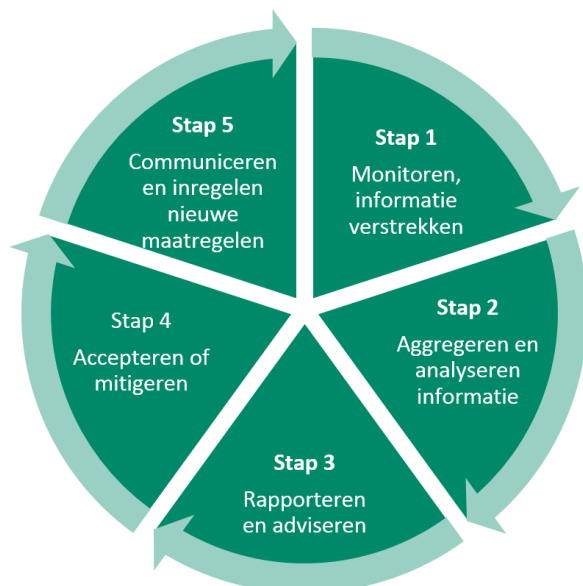 Stap 1
Monitoren,
informatie
verstrekken
Stap 2
Aggregeren en
analyseren
informatie
Stap 3
Rapporteren
en adviseren
Stap 4
Accepteren of
mitigeren
Stap 5
Communiceren
en inregelen
nieuwe
maatregelen